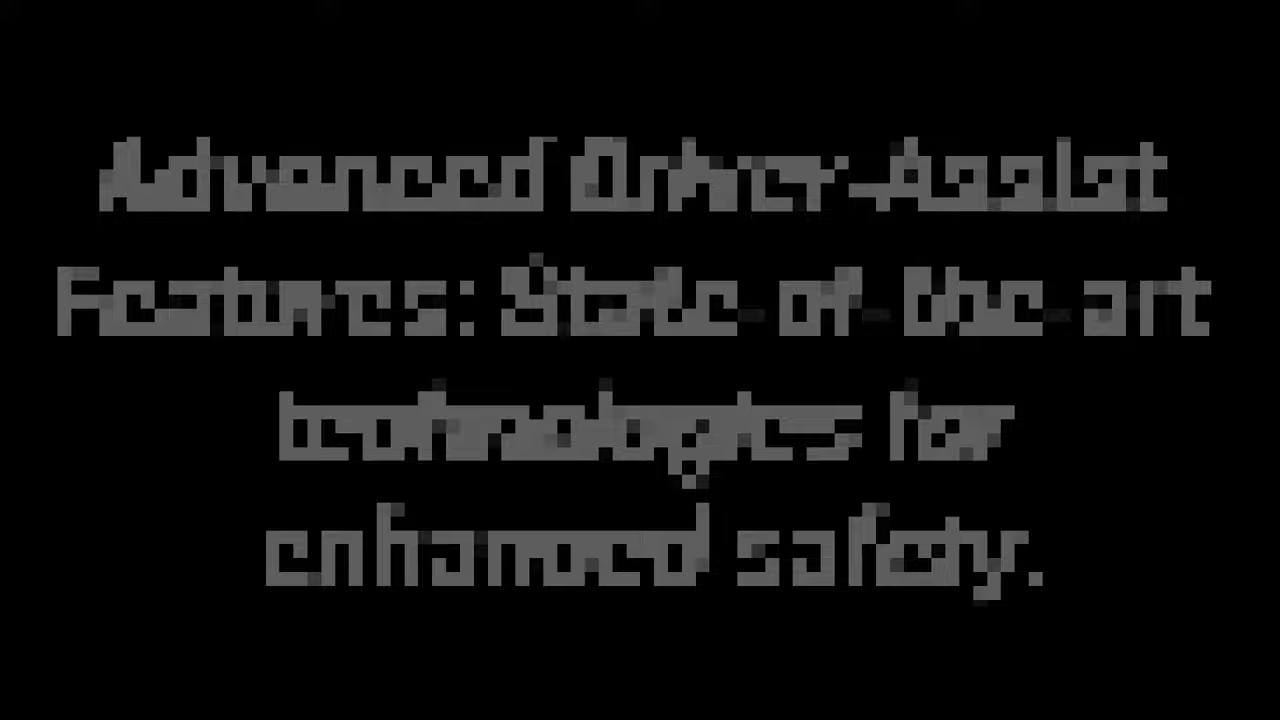 Advanced Driver-Assist
Features: State-of-the-art
technologies for
enhanced safety.